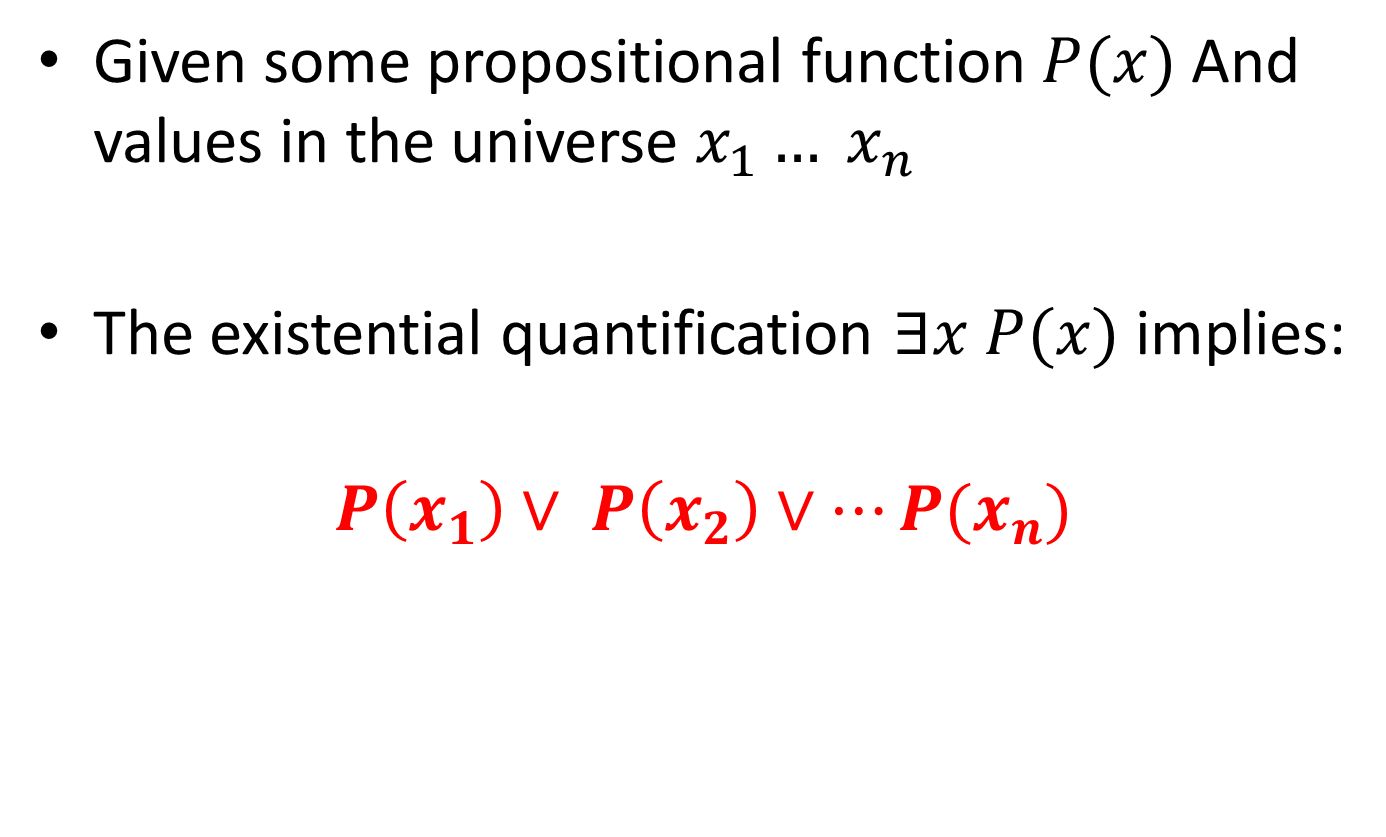 • Given some propositional function 𝑃(𝑥) And
values in the universe 𝑥₁ … 𝑥ₙ
• The existential quantification ∃𝑥 𝑃(𝑥) implies:
𝑷(𝒙₁) ∨ 𝑷(𝒙₂) ∨ ⋯ 𝑷(𝒙ₙ)